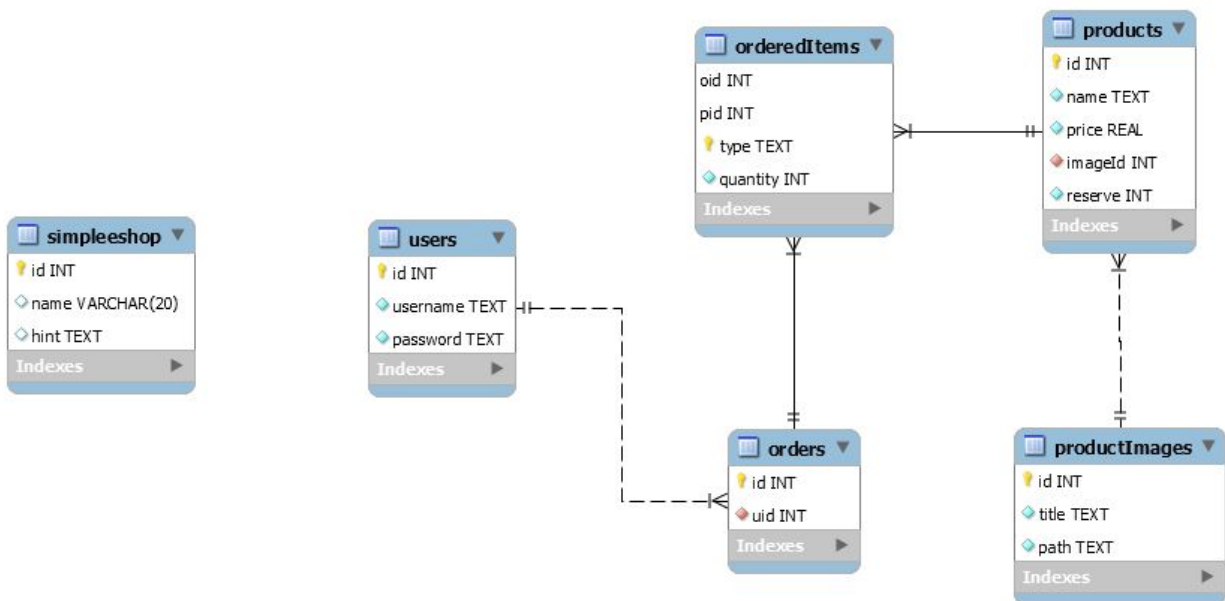 orderedItems
oid INT
pid INT
type TEXT
quantity INT
Indexes
products
id INT
name TEXT
price REAL
imageId INT
reserve INT
Indexes
simpleeshop
id INT
name VARCHAR(20)
hint TEXT
Indexes
users
id INT
username TEXT
password TEXT
Indexes
orders
id INT
uid INT
Indexes
productImages
id INT
title TEXT
path TEXT
Indexes